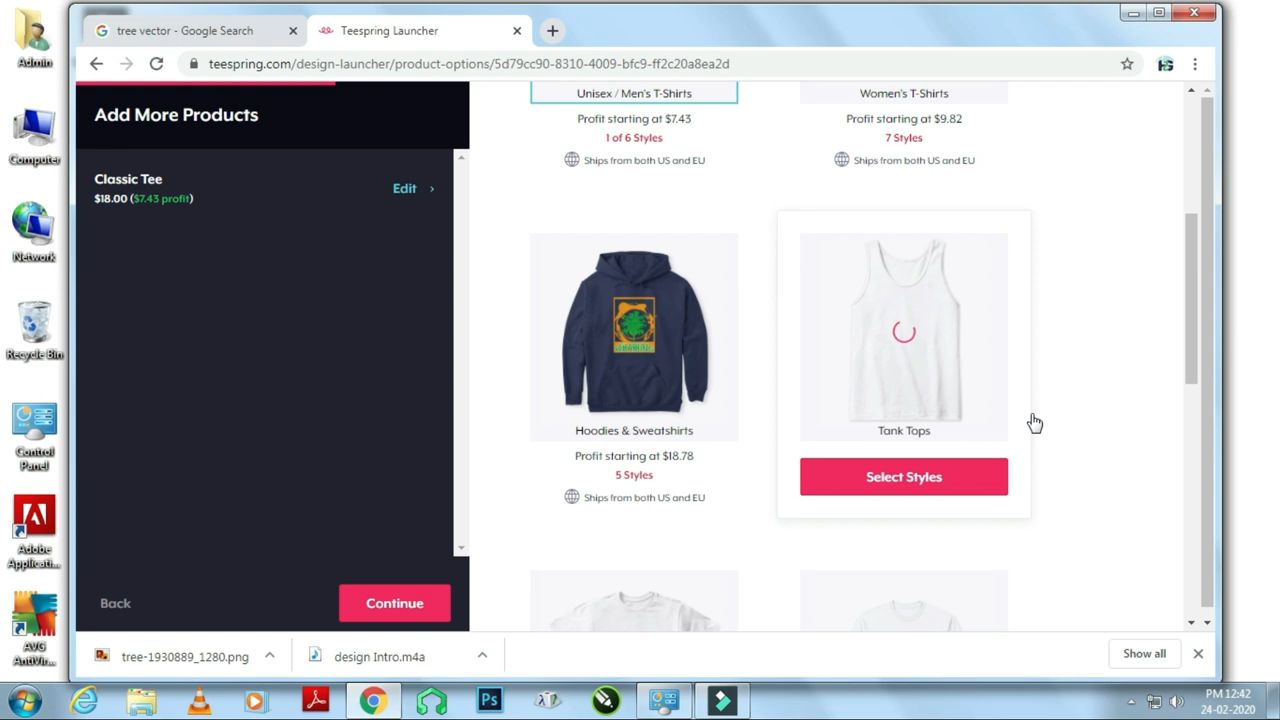 Admin
Computer
Network
Recycle Bin
Control
Panel
Adobe
Applicati...
AVG
AntiVir...
tree vector - Google Search
Teespring Launcher
teespring.com/design-launcher/product-options/5d79cc90-8310-4009-bfc9-ff2c20a8ea2d
Add More Products
Classic Tee
$18.00 ($7.43 profit)
Edit
Back
Continue
Unisex / Men's T-Shirts
Profit starting at $7.43
1 of 6 Styles
Ships from both US and EU
Women's T-Shirts
Profit starting at $9.82
7 Styles
Ships from both US and EU
Hoodies & Sweatshirts
Profit starting at $18.78
5 Styles
Ships from both US and EU
Tank Tops
Select Styles
tree-1930889_1280.png
design Intro.m4a
Show all
Ps
PM 12:42
24-02-2020